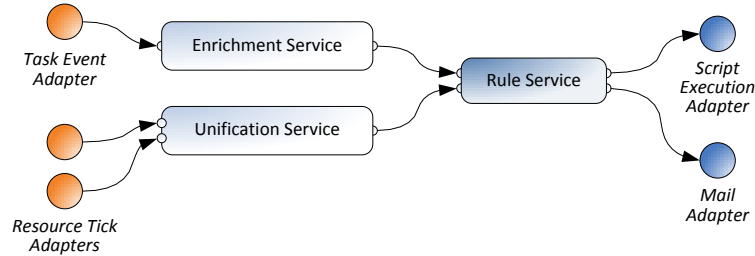 Task Event
Adapter
Enrichment Service
Unification Service
Resource Tick
Adapters
Rule Service
Script
Execution
Adapter
Mail
Adapter